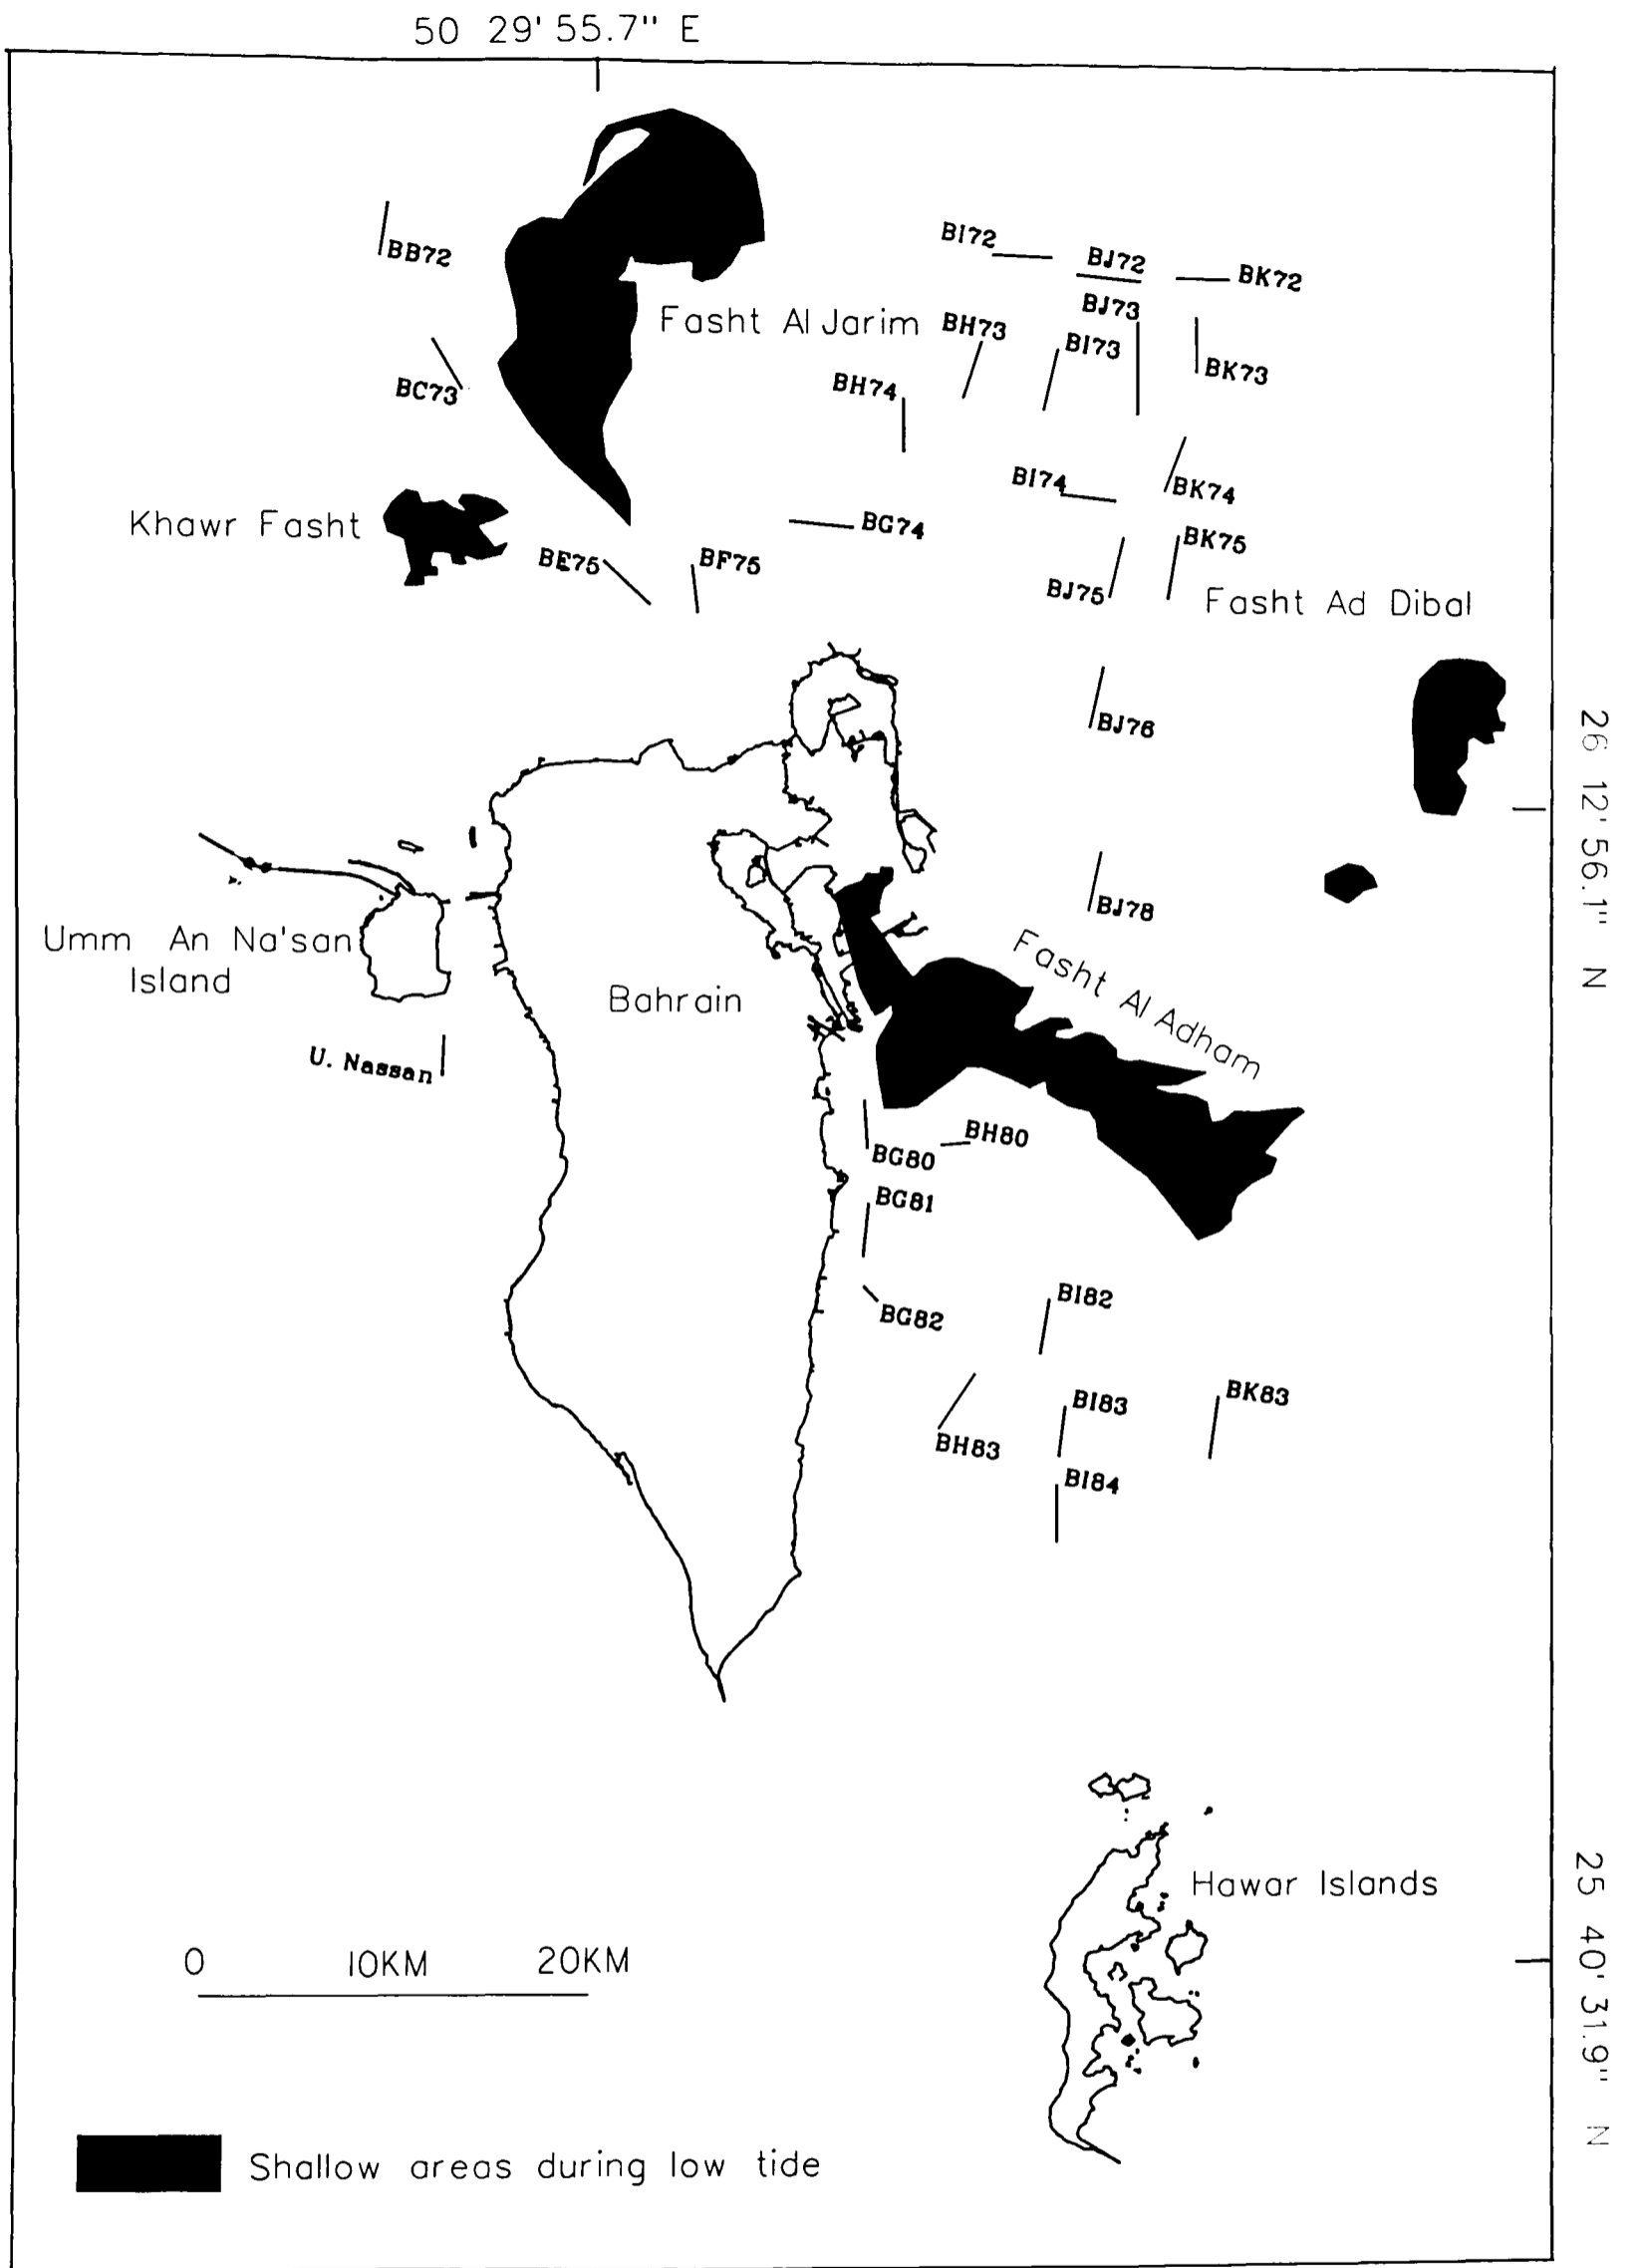 50 29' 55.7" E
BB72
BI72
BJ72
BK72
BJ73
Fasht Al Jarim
BH73
BI73
BK73
BC73
BH74
BI74
BK74
Khawr Fasht
BG74
BE75
BF75
BK75
BJ75
Fasht Ad Dibal
BJ76
26 12' 56.1" N
BJ78
Umm An Na'san
Island
Bahrain
Fasht Al Adham
U. Nassan
BH80
BG80
BG81
BI82
BG82
BK83
BI83
BH83
BI84
Hawar Islands
25 40' 31.9" N
0 10KM 20KM
Shallow areas during low tide